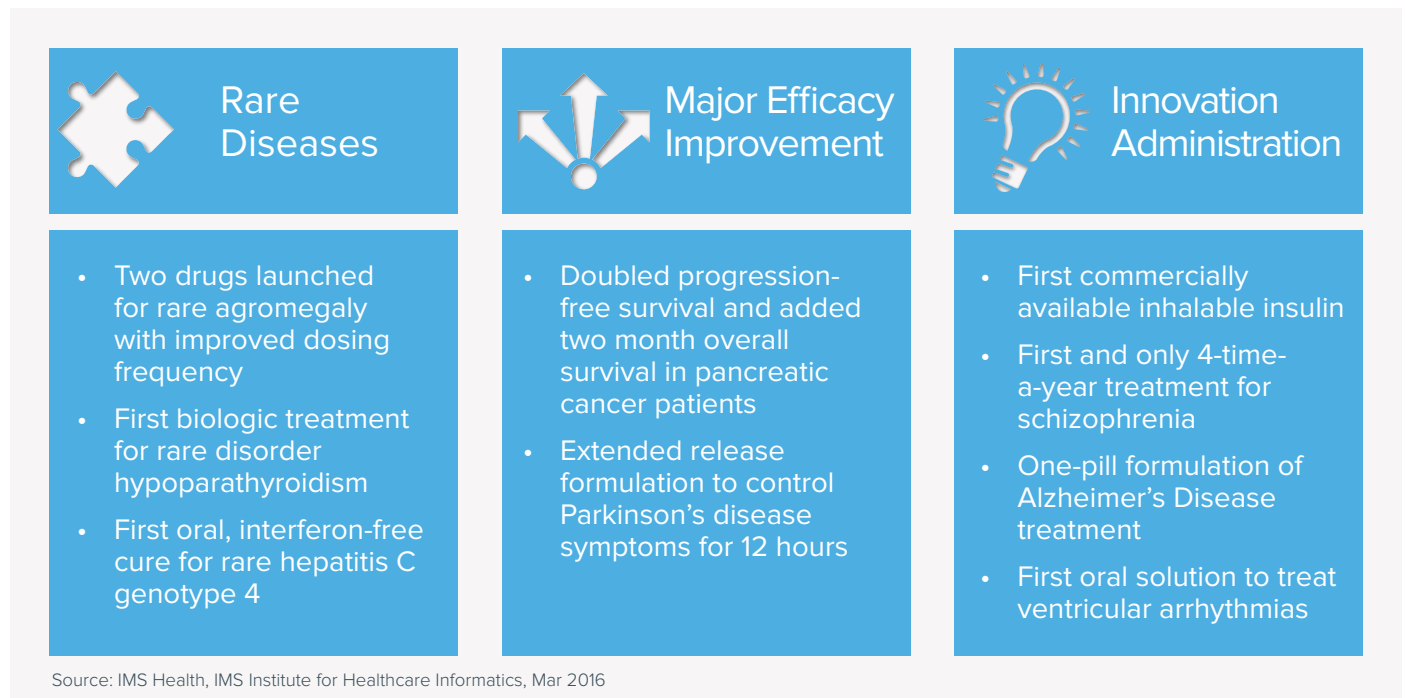 Rare
Diseases
• Two drugs launched
for rare agromegaly
with improved dosing
frequency
• First biologic treatment
for rare disorder
hypoparathyroidism
• First oral, interferon-free
cure for rare hepatitis C
genotype 4
Major Efficacy
Improvement
• Doubled progression-
free survival and added
two month overall
survival in pancreatic
cancer patients
• Extended release
formulation to control
Parkinson’s disease
symptoms for 12 hours
Innovation
Administration
• First commercially
available inhalable insulin
• First and only 4-time-
a-year treatment for
schizophrenia
• One-pill formulation of
Alzheimer’s Disease
treatment
• First oral solution to treat
ventricular arrhythmias
Source: IMS Health, IMS Institute for Healthcare Informatics, Mar 2016